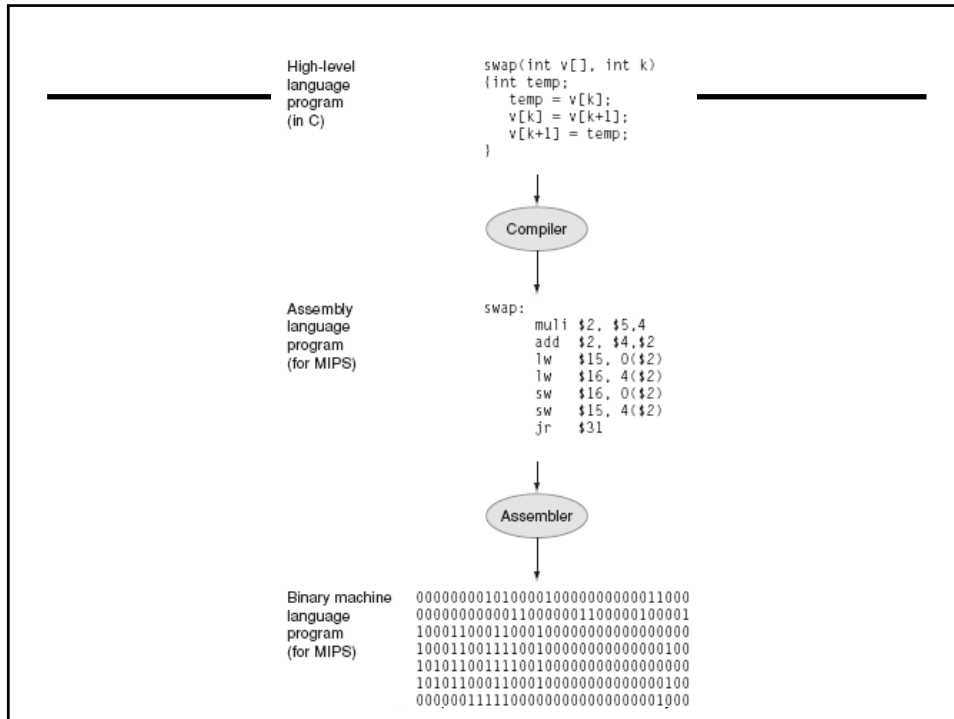 High-level
language
program
(in C)
swap(int v[], int k)
{int temp;
temp = v[k];
v[k] = v[k+1];
v[k+1] = temp;
}
Compiler
Assembly
language
program
(for MIPS)
swap:
muli $2, $5,4
add $2, $4,$2
lw $15, 0($2)
lw $16, 4($2)
sw $16, 0($2)
sw $15, 4($2)
jr $31
Assembler
Binary machine
language
program
(for MIPS)
00000000101000010000000000011000
00000000000110000001100000100001
10001100011000100000000000000000
10001100111100100000000000000100
10101100111100100000000000000000
10101100011000100000000000000100
00000011111000000000000000001000